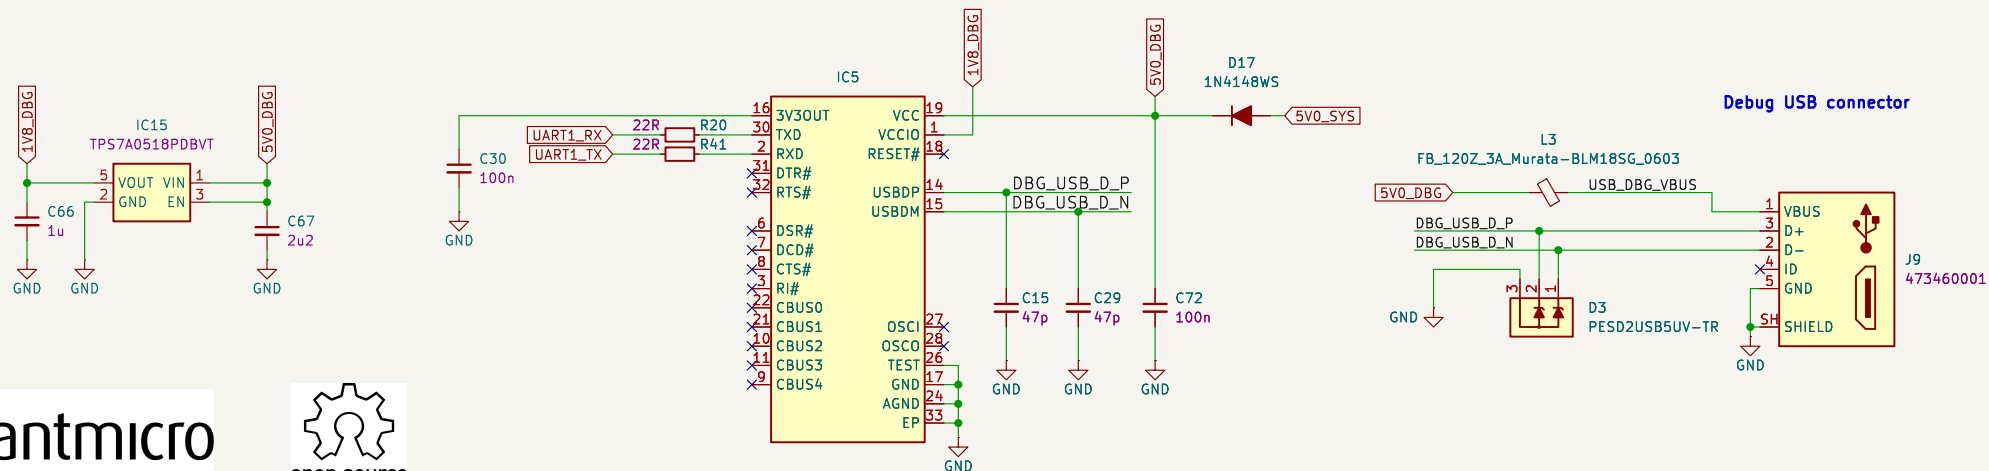 1V8_DBG
5V0_DBG
IC15
TPS7A0518PDBVT
5 VOUT VIN 1
2 GND EN 3
C66
1u
C67
2u2
GND
GND
GND
antmicro
IC5
16 3V3OUT VCC 19
30 TXD VCCIO 1
2 RXD RESET# 18
31 DTR#
32 RTS# USBDP 14
USBDM 15
6 DSR#
7 DCD#
8 CTS#
3 RI#
22 CBUS0
21 CBUS1 OSCI 27
10 CBUS2 OSCO 28
11 CBUS3 TEST 26
9 CBUS4 GND 17
AGND 24
EP 33
GND
UART1_RX 22R R20
UART1_TX 22R R41
C30
100n
GND
1V8_DBG
5V0_DBG
D17
1N4148WS
5V0_SYS
DBG_USB_D_P
DBG_USB_D_N
C15
47p
C29
47p
C72
100n
GND
GND
GND
Debug USB connector
L3
FB_120Z_3A_Murata-BLM18SG_0603
5V0_DBG
USB_DBG_VBUS
DBG_USB_D_P
DBG_USB_D_N
1 VBUS
3 D+
2 D-
4 ID
5 GND
SH SHIELD
J9
473460001
3 2 1
D3
PESD2USB5UV-TR
GND
GND
open source